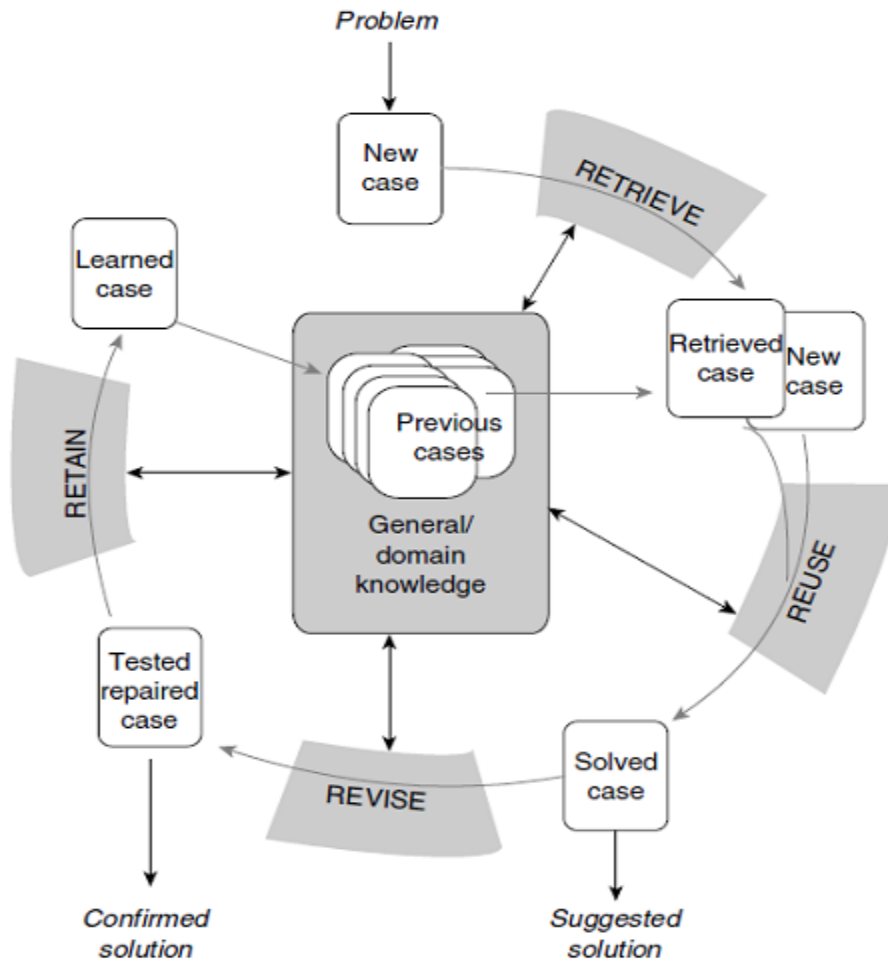 Problem
New
case
RETRIEVE
Learned
case
Retrieved
case
New
case
Previous
cases
General/
domain
knowledge
RETAIN
REUSE
Tested
repaired
case
REVISE
Solved
case
Confirmed
solution
Suggested
solution